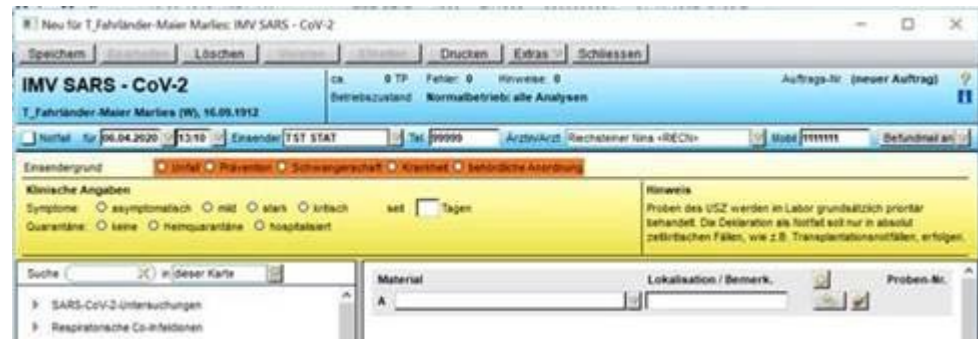 Neu für T_Fahrländer-Maier Marlies: IMV SARS - CoV-2
Speichern Löschen Drucken Extras Schliessen
IMV SARS - CoV-2 ca. 0 TP Fehler: 0 Hinweise: 0 Auftrags-Nr. (neuer Auftrag)
Betriebszustand Normalbetrieb: alle Analysen
T_Fahrländer-Maier Marlies (W), 16.09.1912
Notfall für 06.04.2020 13:10 Einsender TST STAT Tel. 99999 Ärztin/Arzt Riechsteiner Nina <RECN> Mobil 1111111 Befundmail an
Einsendergrund Unfall Prävention Schwangerschaft Krankheit behördliche Anordnung
Klinische Angaben Hinweis
Symptome: asymptomatisch mild stark kritisch seit Tagen Proben des USZ werden im Labor grundsätzlich prioritär
Quarantäne: keine Heimquarantäne hospitalisiert behandelt. Die Deklaration als Notfall soll nur in absolut
zeitkritischen Fällen, wie z.B. Transplantationsnotfällen, erfolgen.
Suche in dieser Karte Material Lokalisation / Bemerk. Proben-Nr.
SARS-CoV-2-Untersuchungen A
Respiratorische Co-Infektionen